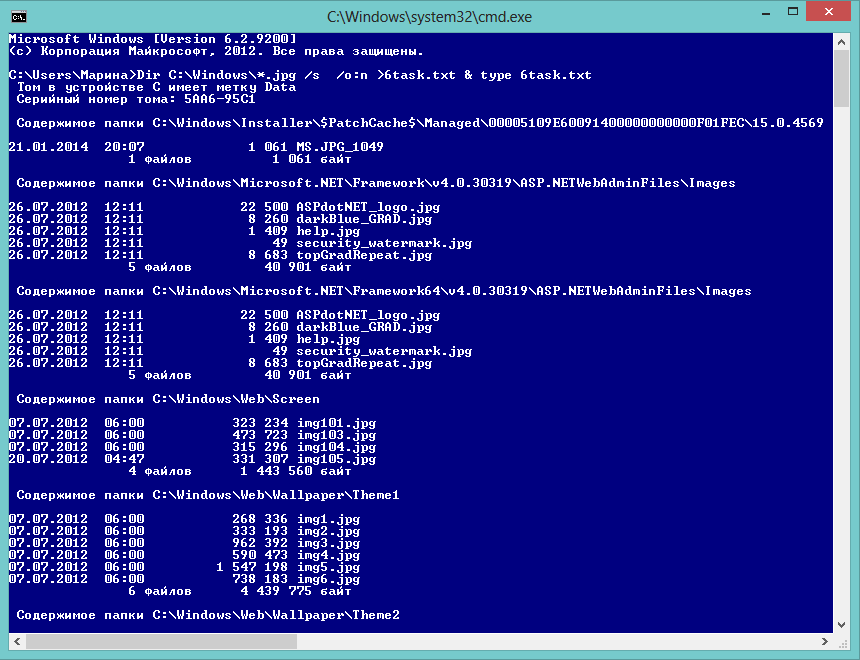 C:\Windows\system32\cmd.exe
Microsoft Windows [Version 6.2.9200]
(c) Корпорация Майкрософт, 2012. Все права защищены.
C:\Users\Марина>Dir C:\Windows\*.jpg /s  /o:n >6task.txt & type 6task.txt
Том в устройстве C имеет метку Data
Серийный номер тома: 5AA6-95C1
Содержимое папки C:\Windows\Installer\$PatchCache$\Managed\00005109E60091400000000000F01FEC\15.0.4569
21.01.2014  20:07             1 061 MS.JPG_1049
1 файлов          1 061 байт
Содержимое папки C:\Windows\Microsoft.NET\Framework\v4.0.30319\ASP.NETWebAdminFiles\Images
26.07.2012  12:11            22 500 ASPdotNET_logo.jpg
26.07.2012  12:11             8 260 darkBlue_GRAD.jpg
26.07.2012  12:11             1 409 help.jpg
26.07.2012  12:11                49 security_watermark.jpg
26.07.2012  12:11             8 683 topGradRepeat.jpg
5 файлов         40 901 байт
Содержимое папки C:\Windows\Microsoft.NET\Framework64\v4.0.30319\ASP.NETWebAdminFiles\Images
26.07.2012  12:11            22 500 ASPdotNET_logo.jpg
26.07.2012  12:11             8 260 darkBlue_GRAD.jpg
26.07.2012  12:11             1 409 help.jpg
26.07.2012  12:11                49 security_watermark.jpg
26.07.2012  12:11             8 683 topGradRepeat.jpg
5 файлов         40 901 байт
Содержимое папки C:\Windows\Web\Screen
07.07.2012  06:00           323 234 img101.jpg
07.07.2012  06:00           473 723 img103.jpg
07.07.2012  06:00           315 296 img104.jpg
20.07.2012  04:47           331 307 img105.jpg
4 файлов      1 443 560 байт
Содержимое папки C:\Windows\Web\Wallpaper\Theme1
07.07.2012  06:00           268 336 img1.jpg
07.07.2012  06:00           333 193 img2.jpg
07.07.2012  06:00           962 392 img3.jpg
07.07.2012  06:00           590 473 img4.jpg
07.07.2012  06:00         1 547 198 img5.jpg
07.07.2012  06:00           738 183 img6.jpg
6 файлов      4 439 775 байт
Содержимое папки C:\Windows\Web\Wallpaper\Theme2